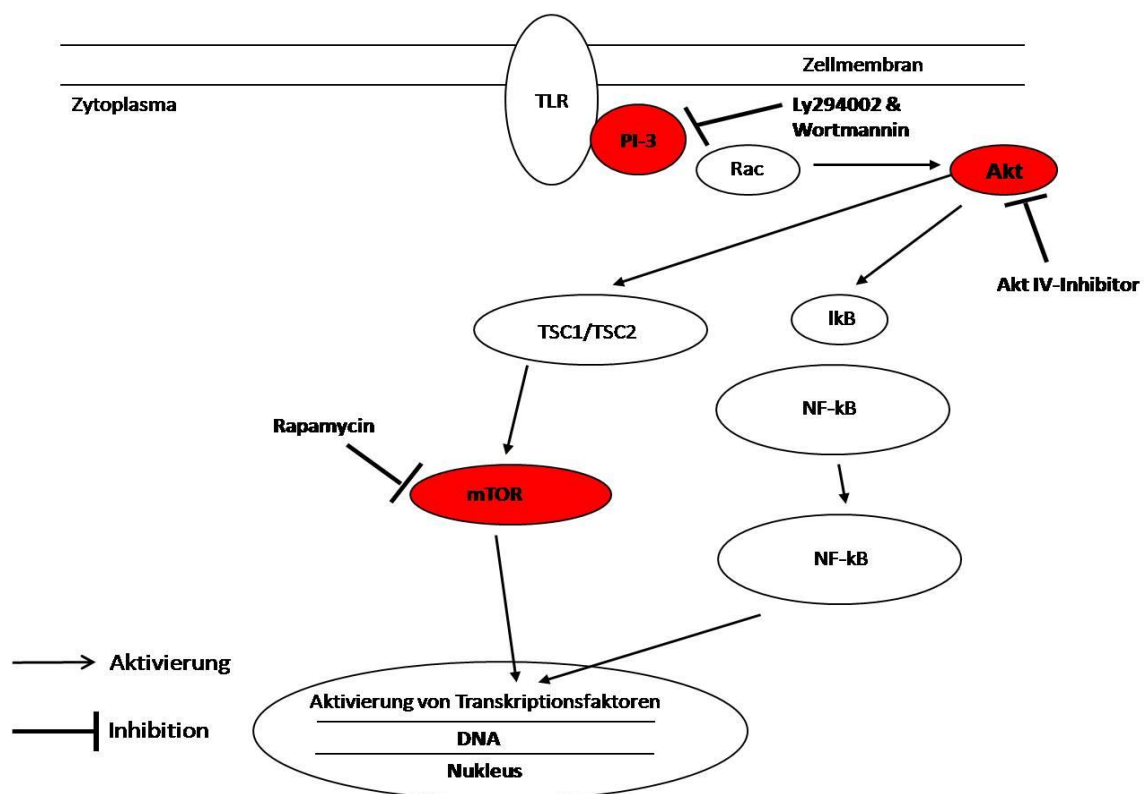 Zellmembran
Zytoplasma
TLR
Ly294002 &
Wortmannin
PI-3
Rac
Akt
Akt IV-Inhibitor
IkB
TSC1/TSC2
NF-kB
Rapamycin
mTOR
NF-kB
Aktivierung
Aktivierung von Transkriptionsfaktoren
Inhibition
DNA
Nukleus